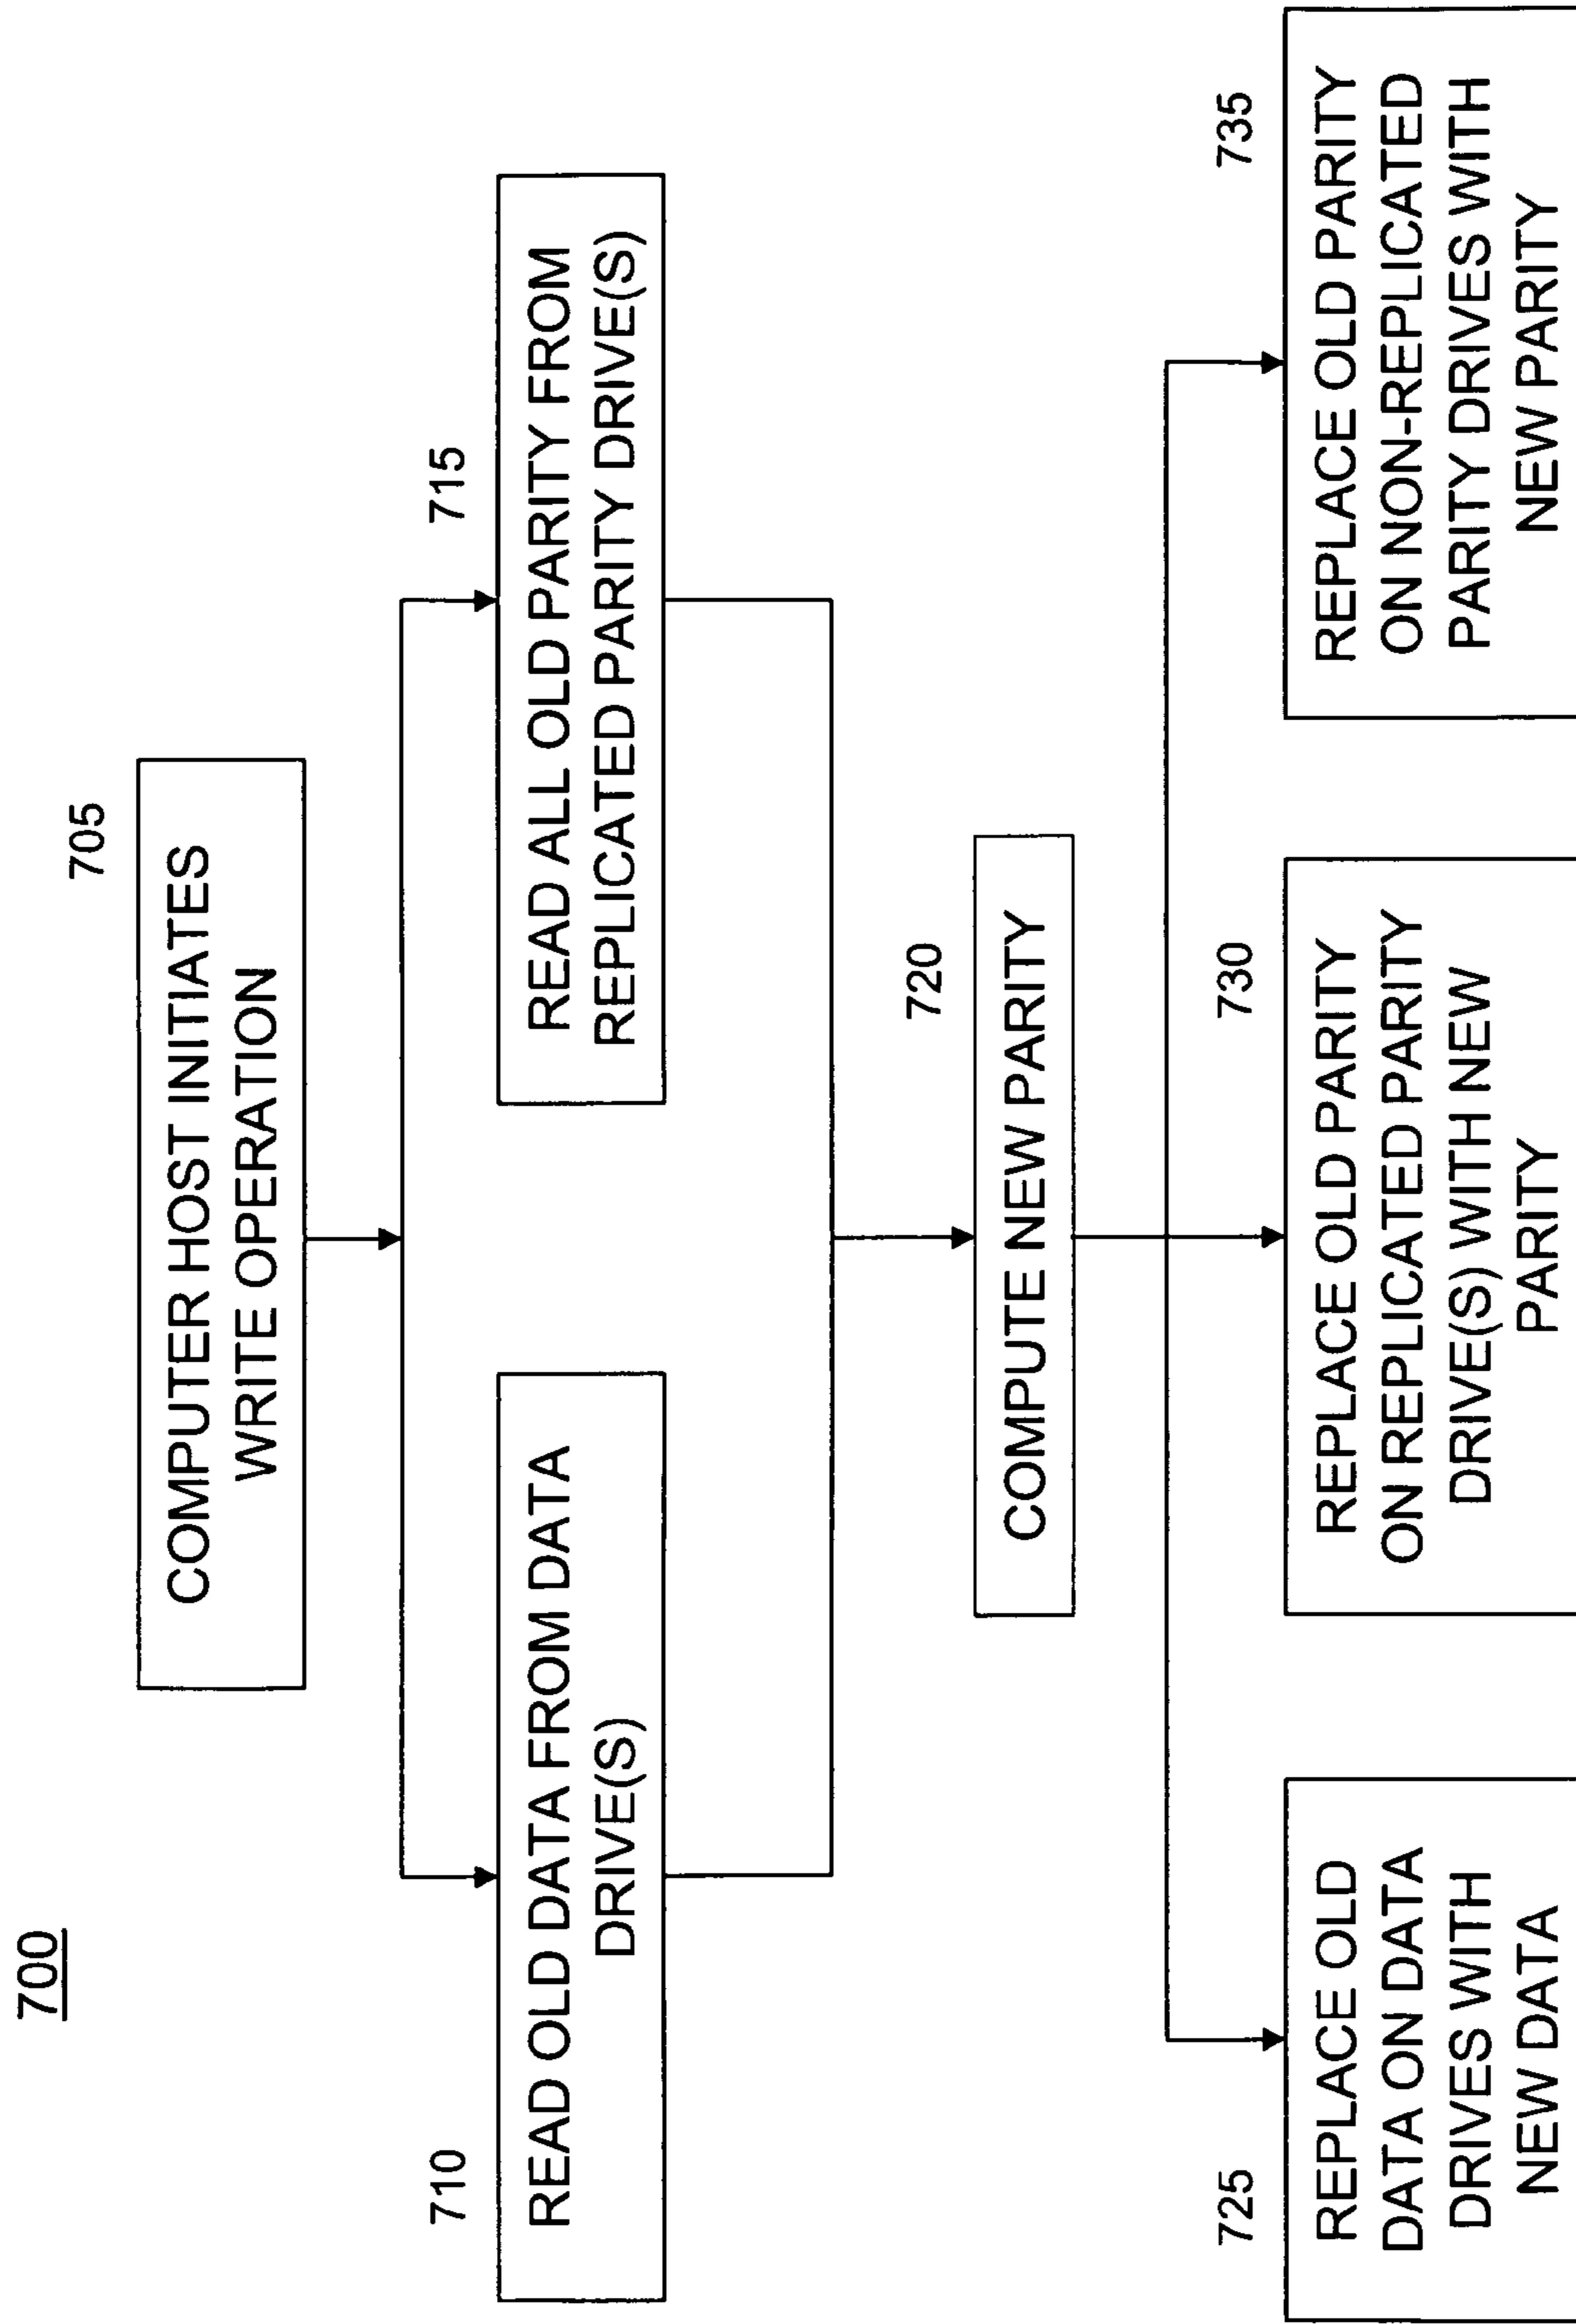 700
705
COMPUTER HOST INITIATES
WRITE OPERATION
710
READ OLD DATA FROM DATA
DRIVE(S)
715
READ ALL OLD PARITY FROM
REPLICATED PARITY DRIVE(S)
720
COMPUTE NEW PARITY
725
REPLACE OLD
DATA ON DATA
DRIVES WITH
NEW DATA
730
REPLACE OLD PARITY
ON REPLICATED PARITY
DRIVE(S) WITH NEW
PARITY
735
REPLACE OLD PARITY
ON NON-REPLICATED
PARITY DRIVES WITH
NEW PARITY